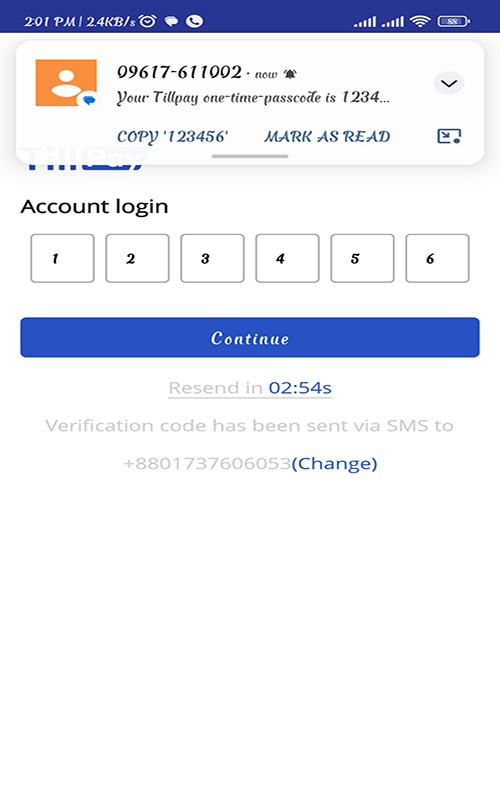 2:01 PM | 2.4KB/s
88
09617-611002 · now
Your Tillpay one-time-passcode is 1234...
COPY '123456' MARK AS READ
TillPay
Account login
1 2 3 4 5 6
Continue
Resend in 02:54s
Verification code has been sent via SMS to
+8801737606053(Change)